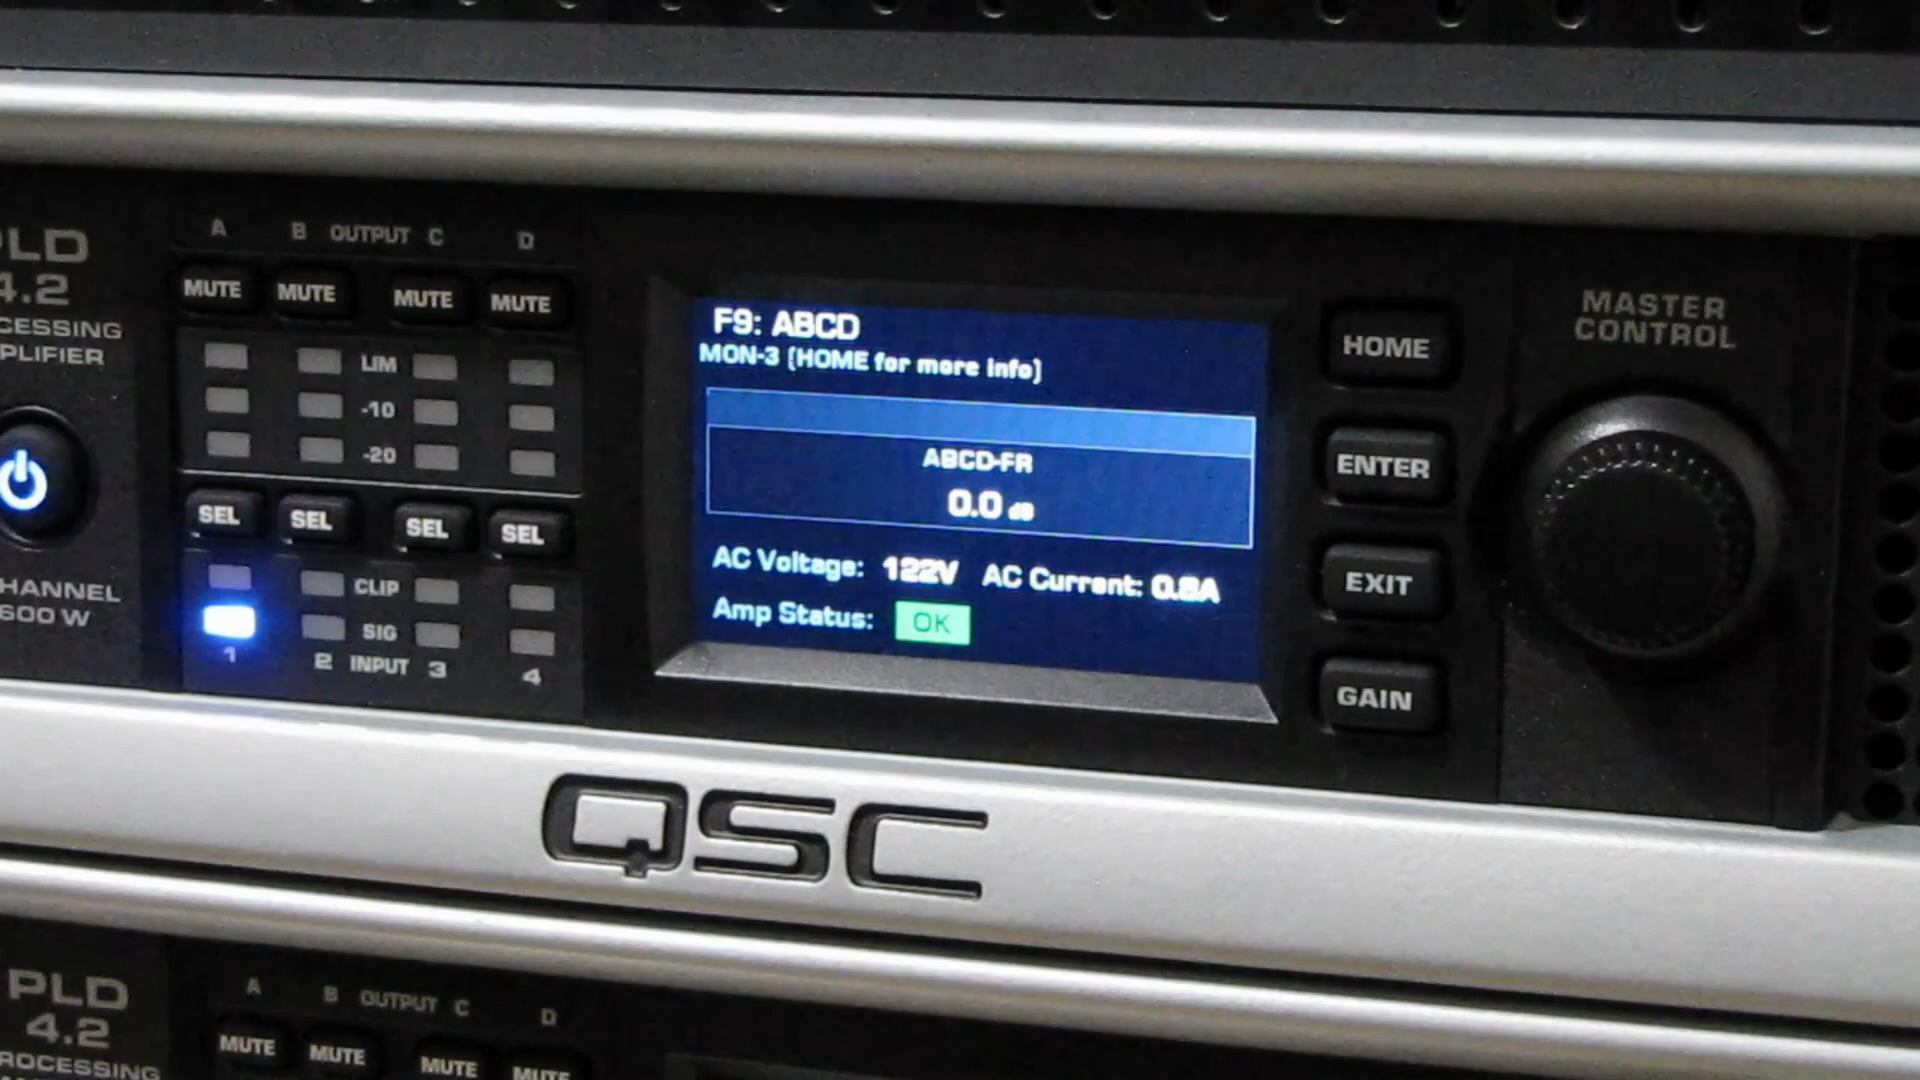 PLD
4.2
CESSING
PLIFIER
HANNEL
600 W
A B OUTPUT C D
MUTE MUTE MUTE MUTE
LIM
-10
-20
SEL SEL SEL SEL
CLIP
SIG
1 2 INPUT 3 4
F9: ABCD
MON-3 (HOME for more info)
ABCD-FR
0.0 dB
AC Voltage: 122V AC Current: 0.8A
Amp Status: OK
HOME
ENTER
EXIT
GAIN
MASTER
CONTROL
QSC
PLD
4.2
ROCESSING
A B OUTPUT C D
MUTE MUTE MUTE MUTE